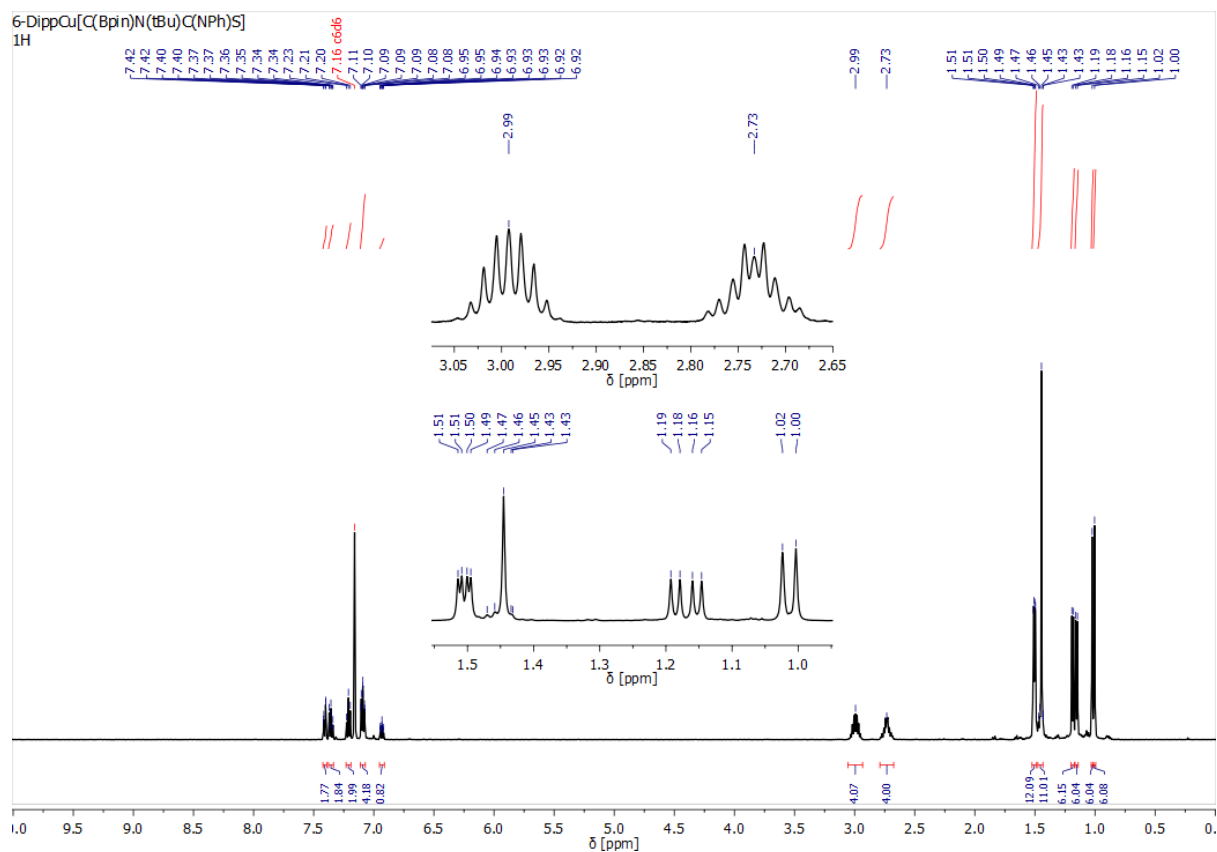 6-DippCu[C(Bpin)N(tBu)C(NPh)S]
1H
7.42 7.42 7.40 7.40 7.37 7.37 7.36 7.35 7.34 7.34 7.23 7.21 7.20 7.16 c6d6 7.11 7.10 7.09 7.09 7.09 7.08 7.08 6.95 6.95 6.94 6.93 6.93 6.93 6.92 6.92 2.99 2.73 1.51 1.51 1.50 1.49 1.47 1.46 1.45 1.43 1.43 1.19 1.18 1.16 1.15 1.02 1.00
2.99 2.73
3.05 3.00 2.95 2.90 2.85 2.80 2.75 2.70 2.65
δ [ppm]
1.51 1.51 1.50 1.49 1.47 1.46 1.45 1.43 1.43 1.19 1.18 1.16 1.15 1.02 1.00
1.5 1.4 1.3 1.2 1.1 1.0
δ [ppm]
1.77 1.84 1.99 4.18 0.82 4.07 4.00 12.09 11.01 6.15 6.04 6.04 6.08
.0 9.5 9.0 8.5 8.0 7.5 7.0 6.5 6.0 5.5 5.0 4.5 4.0 3.5 3.0 2.5 2.0 1.5 1.0 0.5 0.
δ [ppm]